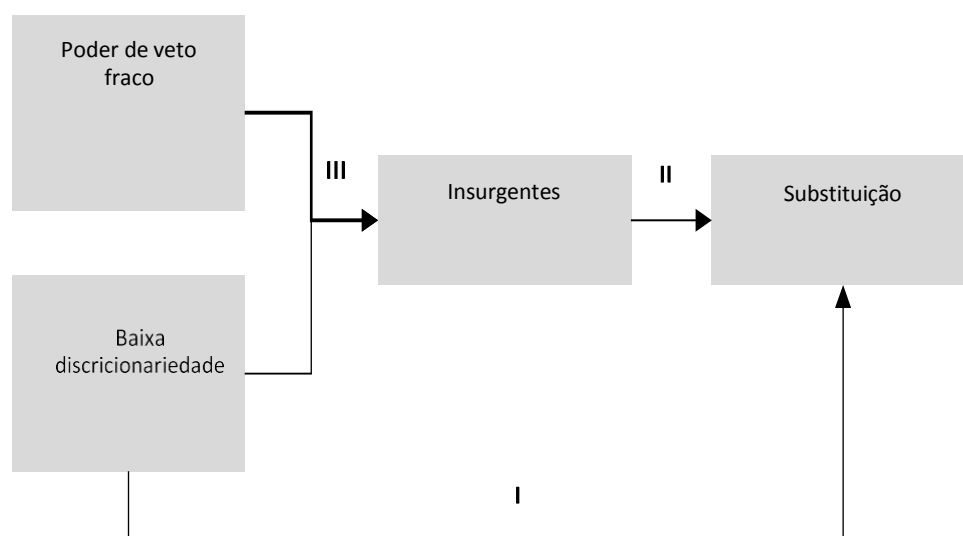 Poder de veto
fraco
III
Insurgentes
II
Substituição
Baixa
discricionariedade
I